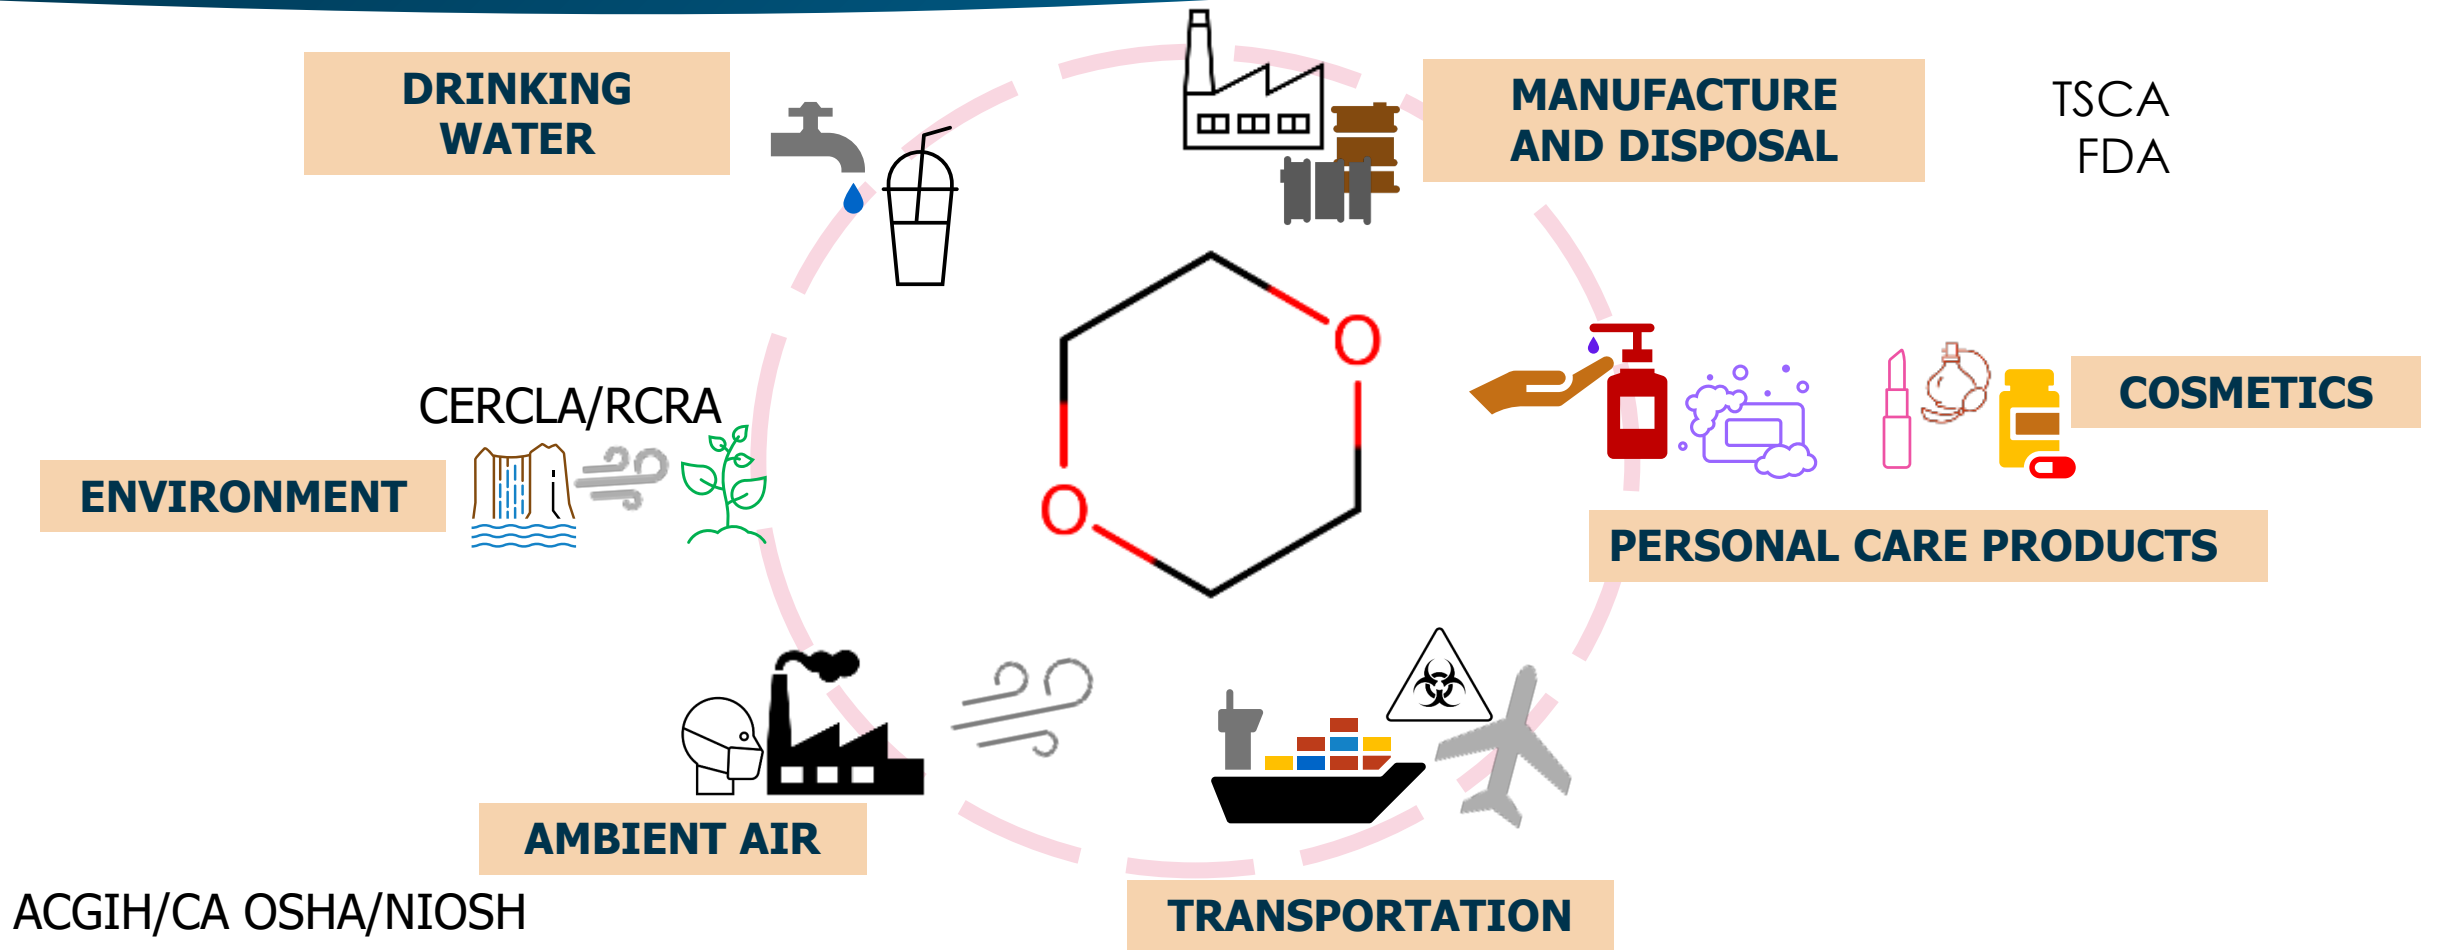 DRINKING
WATER
MANUFACTURE
AND DISPOSAL
TSCA
FDA
O
O
CERCLA/RCRA
ENVIRONMENT
COSMETICS
PERSONAL CARE PRODUCTS
AMBIENT AIR
ACGIH/CA OSHA/NIOSH
TRANSPORTATION